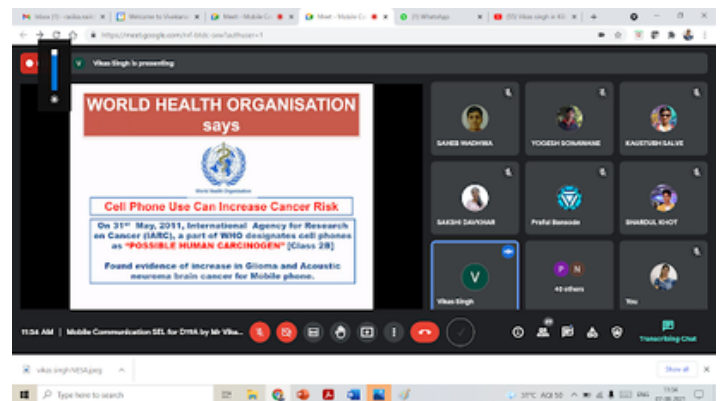 Vikas Singh is presenting
WORLD HEALTH ORGANISATION
says
World Health Organization
Cell Phone Use Can Increase Cancer Risk
On 31st May, 2011, International Agency for Research
on Cancer (IARC), a part of WHO designates cell phones
as "POSSIBLE HUMAN CARCINOGEN" [Class 2B]
Found evidence of increase in Glioma and Acoustic
neuroma brain cancer for Mobile phone.
SAHEB WADHWA
YOGESH SONAWANE
KAUSTUBH SALVE
SAKSHI DAVKHAR
Praful Bansode
SHARDUL KHOT
V
Vikas Singh
P N
40 others
You
11:54 AM | Mobile Communication SEL for D11A by Mr Vika...
Transcribing Chat
Show all
Type here to search